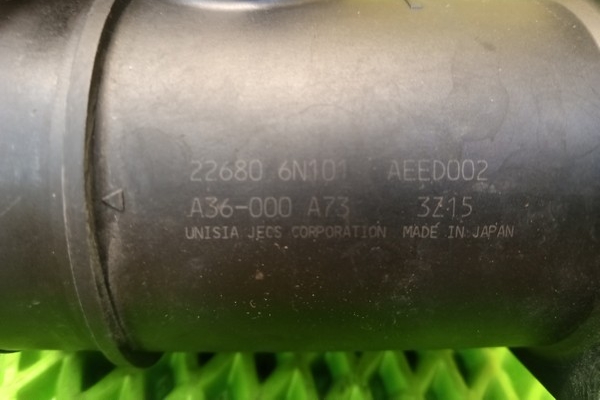 22680 6N101 AEED002
A36-000 A73 3Z15
UNISIA JECS CORPORATION MADE IN JAPAN